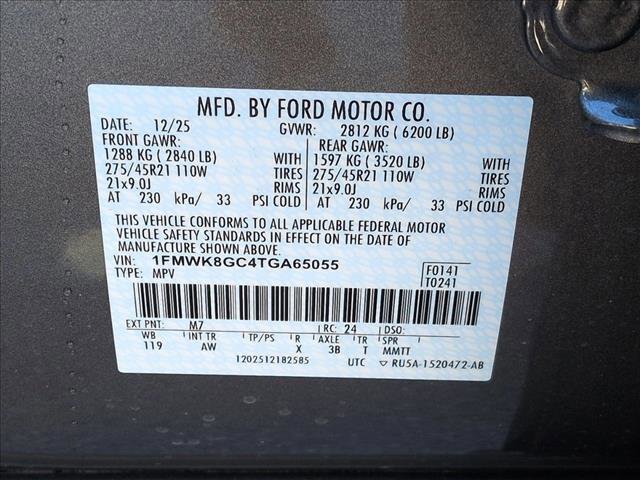 MFD. BY FORD MOTOR CO.
DATE: 12/25 GVWR: 2812 KG ( 6200 LB)
FRONT GAWR: REAR GAWR:
1288 KG ( 2840 LB) WITH 1597 KG ( 3520 LB) WITH
275/45R21 110W TIRES 275/45R21 110W TIRES
21x9.0J RIMS 21x9.0J RIMS
AT 230 kPa/ 33 PSI COLD AT 230 kPa/ 33 PSI COLD
THIS VEHICLE CONFORMS TO ALL APPLICABLE FEDERAL MOTOR
VEHICLE SAFETY STANDARDS IN EFFECT ON THE DATE OF
MANUFACTURE SHOWN ABOVE.
VIN: 1FMWK8GC4TGA65055 F0141
TYPE: MPV T0241
EXT PNT: M7 RC: 24 DSO:
WB INT TR TP/PS R AXLE TR SPR
119 AW X 3B T MMTT
1202512182585 UTC ▽ RU5A-1520472-AB